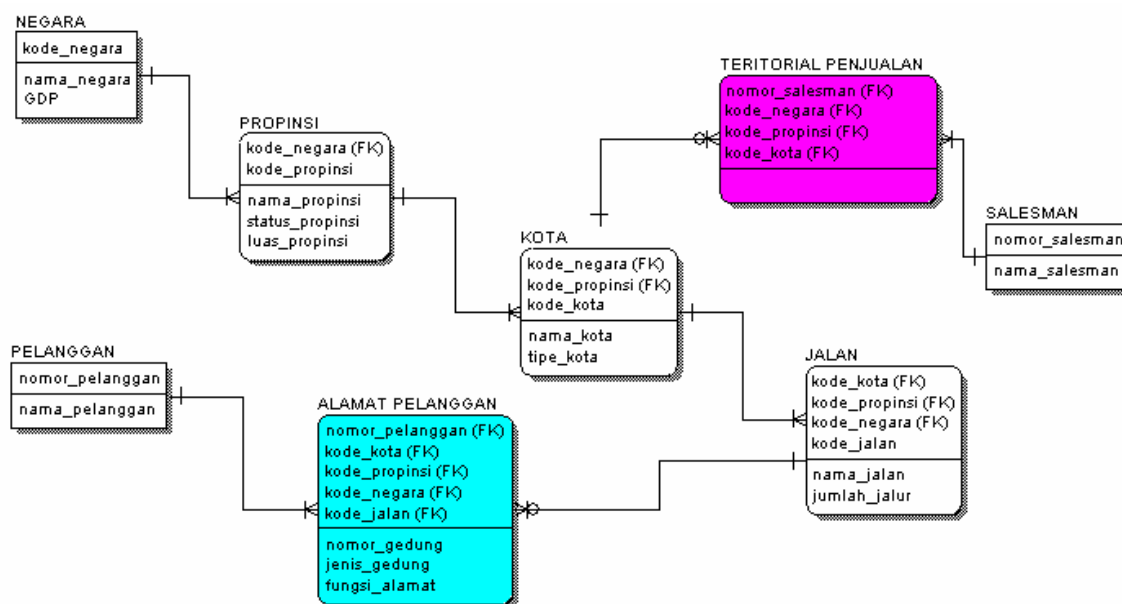 NEGARA
kode_negara
nama_negara
GDP
PROPINSI
kode_negara (FK)
kode_propinsi
nama_propinsi
status_propinsi
luas_propinsi
TERITORIAL PENJUALAN
nomor_salesman (FK)
kode_negara (FK)
kode_propinsi (FK)
kode_kota (FK)
SALESMAN
nomor_salesman
nama_salesman
KOTA
kode_negara (FK)
kode_propinsi (FK)
kode_kota
nama_kota
tipe_kota
PELANGGAN
nomor_pelanggan
nama_pelanggan
ALAMAT PELANGGAN
nomor_pelanggan (FK)
kode_kota (FK)
kode_propinsi (FK)
kode_negara (FK)
kode_jalan (FK)
nomor_gedung
jenis_gedung
fungsi_alamat
JALAN
kode_kota (FK)
kode_propinsi (FK)
kode_negara (FK)
kode_jalan
nama_jalan
jumlah_jalur